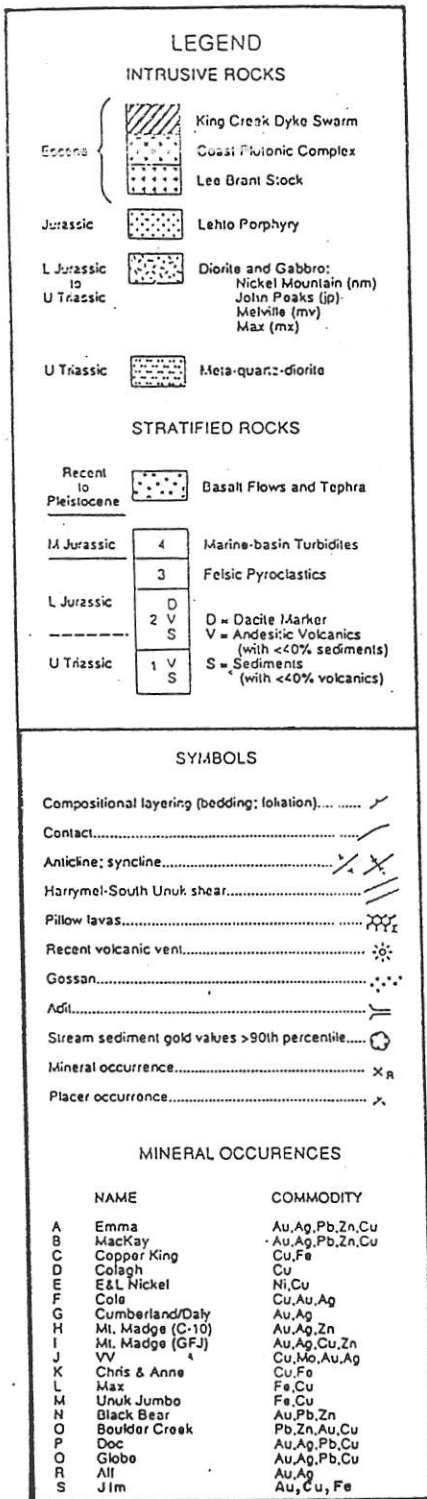 LEGEND
INTRUSIVE ROCKS
King Creek Dyke Swarm
Eocene
Coast Plutonic Complex
Lee Brant Stock
Jurassic
Lehto Porphyry
L Jurassic
to
U Triassic
Diorite and Gabbro:
Nickel Mountain (nm)
John Peaks (jp)
Melville (mv)
Max (mx)
U Triassic
Meta-quartz-diorite
STRATIFIED ROCKS
Recent
to
Pleistocene
Basalt Flows and Tephra
M Jurassic 4 Marine-basin Turbidites
3 Felsic Pyroclastics
L Jurassic
D D = Dacite Marker
2 V V = Andesitic Volcanics
S (with <40% sediments)
U Triassic 1 V S = Sediments
S (with <40% volcanics)
SYMBOLS
Compositional layering (bedding; foliation)...........
Contact............................................................
Anticline; syncline...............................................
Harrymel-South Unuk shear................................
Pillow lavas........................................................
Recent volcanic vent...........................................
Gossan...............................................................
Adit....................................................................
Stream sediment gold values >90th percentile.....
Mineral occurrence............................................. x R
Placer occurrence...............................................
MINERAL OCCURENCES
NAME COMMODITY
A Emma Au,Ag,Pb,Zn,Cu
B MacKay Au,Ag,Pb,Zn,Cu
C Copper King Cu,Fe
D Colagh Cu
E E&L Nickel Ni,Cu
F Cole Cu,Au,Ag
G Cumberland/Daly Au,Ag
H Mt. Madge (C-10) Au,Ag,Zn
I Mt. Madge (GFJ) Au,Ag,Cu,Zn
J VV Cu,Mo,Au,Ag
K Chris & Anne Cu,Fe
L Max Fe,Cu
M Unuk Jumbo Fe,Cu
N Black Bear Au,Pb,Zn
O Boulder Creek Pb,Zn,Au,Cu
P Doc Au,Ag,Pb,Cu
Q Globe Au,Ag,Pb,Cu
R Alf Au,Ag
S Jim Au,Cu,Fe